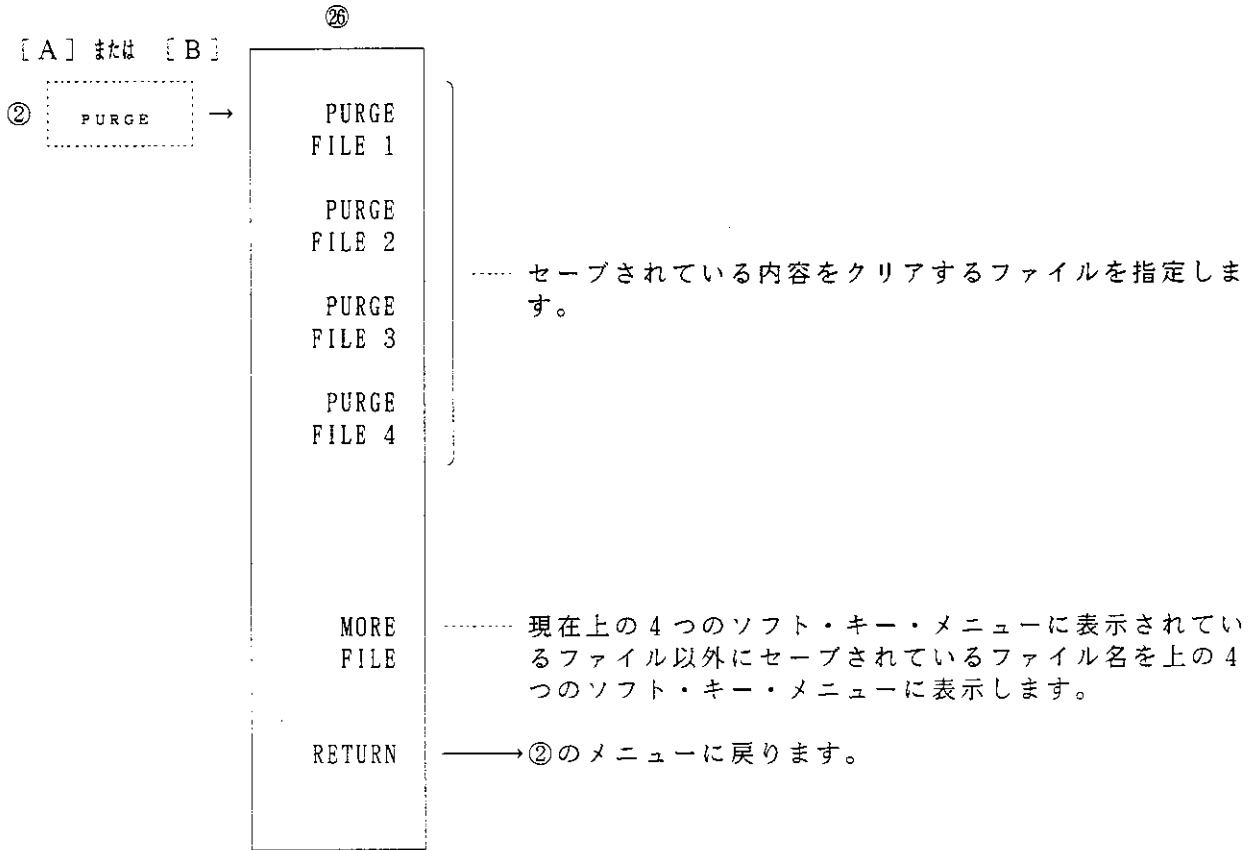 ㉖
[A] または [B]
② PURGE →
PURGE
FILE 1
PURGE
FILE 2
PURGE
FILE 3
PURGE
FILE 4
セーブされている内容をクリアするファイルを指定しま
す。
MORE
FILE
現在上の4つのソフト・キー・メニューに表示されてい
るファイル以外にセーブされているファイル名を上の4
つのソフト・キー・メニューに表示します。
RETURN
→②のメニューに戻ります。